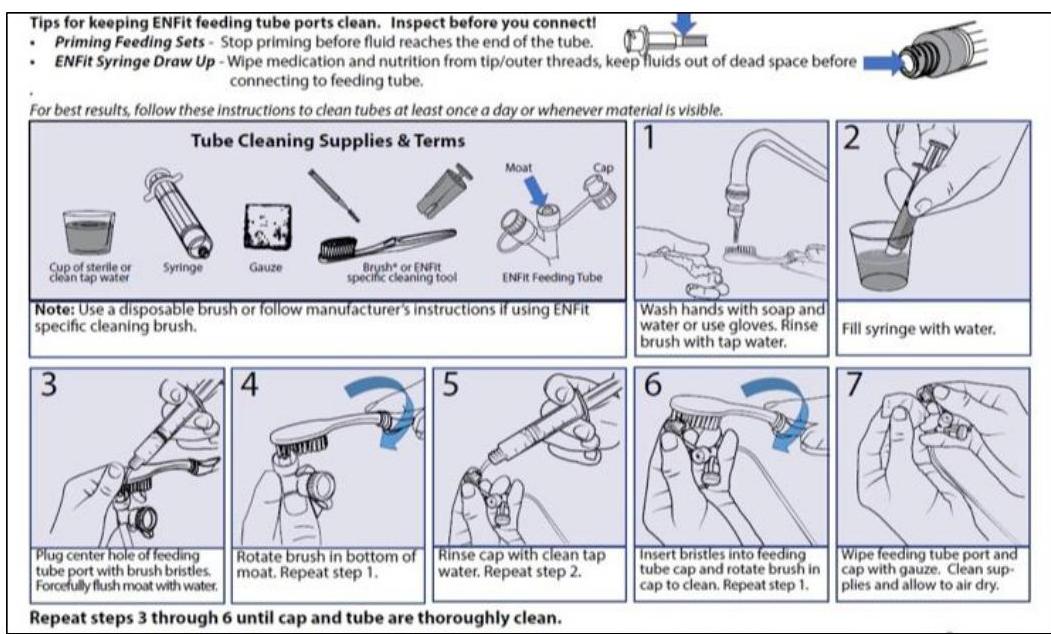 Tips for keeping ENFit feeding tube ports clean. Inspect before you connect!
• Priming Feeding Sets - Stop priming before fluid reaches the end of the tube.
• ENFit Syringe Draw Up - Wipe medication and nutrition from tip/outer threads, keep fluids out of dead space before
connecting to feeding tube.
For best results, follow these instructions to clean tubes at least once a day or whenever material is visible.
Tube Cleaning Supplies & Terms
Moat
Cap
Cup of sterile or
clean tap water
Syringe
Gauze
Brush* or ENFit
specific cleaning tool
ENFit Feeding Tube
Note: Use a disposable brush or follow manufacturer's instructions if using ENFit
specific cleaning brush.
1
Wash hands with soap and
water or use gloves. Rinse
brush with tap water.
2
Fill syringe with water.
3
Plug center hole of feeding
tube port with brush bristles.
Forcefully flush moat with water.
4
Rotate brush in bottom of
moat. Repeat step 1.
5
Rinse cap with clean tap
water. Repeat step 2.
6
Insert bristles into feeding
tube cap and rotate brush in
cap to clean. Repeat step 1.
7
Wipe feeding tube port and
cap with gauze. Clean sup-
plies and allow to air dry.
Repeat steps 3 through 6 until cap and tube are thoroughly clean.